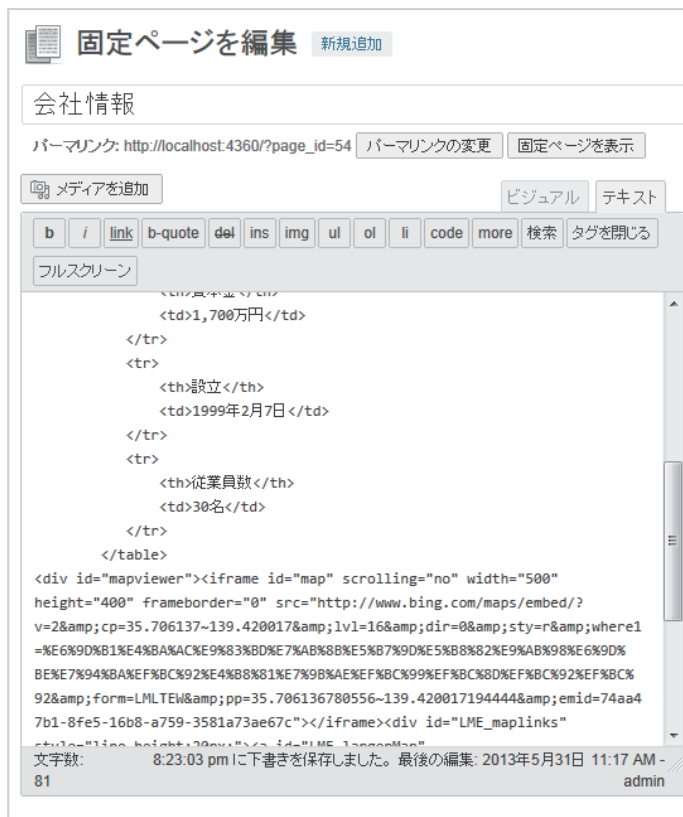 固定ページを編集 新規追加
会社情報
パーマリンク: http://localhost:4360/?page_id=54 パーマリンクの変更 固定ページを表示
メディアを追加 ビジュアル テキスト
b i link b-quote del ins img ul ol li code more 検索 タグを閉じる
フルスクリーン
<th>資本金</th>
<td>1,700万円</td>
</tr>
<tr>
<th>設立</th>
<td>1999年2月7日</td>
</tr>
<tr>
<th>従業員数</th>
<td>30名</td>
</tr>
</table>
<div id="mapviewer"><iframe id="map" scrolling="no" width="500"
height="400" frameborder="0" src="http://www.bing.com/maps/embed/?
v=2&amp;cp=35.706137~139.420017&amp;lvl=16&amp;dir=0&amp;sty=r&amp;where1
=%E6%9D%B1%E4%BA%AC%E9%83%BD%E7%AB%8B%E5%B7%9D%E5%B8%82%E9%AB%98%E6%9D%
BE%E7%94%BA%EF%BC%92%E4%B8%81%E7%9B%AE%EF%BC%99%EF%BC%8D%EF%BC%92%EF%BC%
92&amp;form=LMLTEW&amp;pp=35.706136780556~139.420017194444&amp;emid=74aa4
7b1-8fe5-16b8-a759-3581a73ae67c"></iframe><div id="LME_maplinks"
style="line-height:20px;"><a id="LME_largerMap"
文字数: 8:23:03 pm に下書きを保存しました。最後の編集: 2013年5月31日 11:17 AM -
81 admin